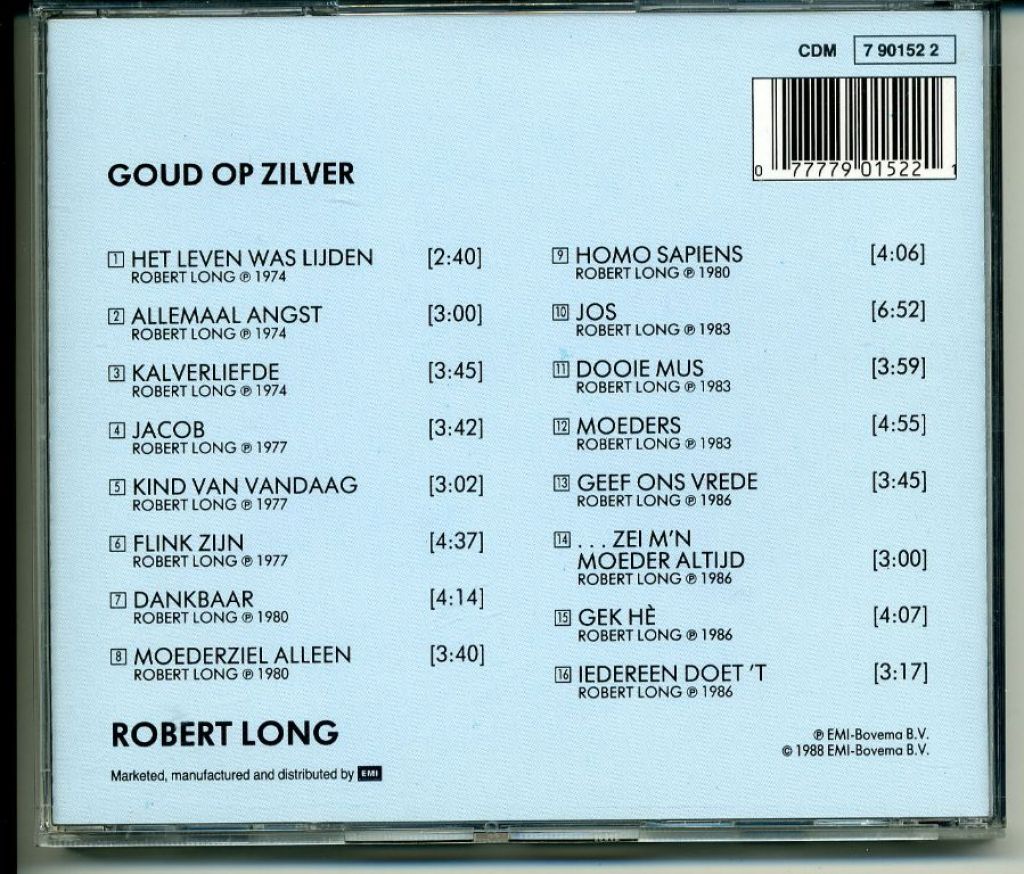 CDM 7 90152 2
0 77779 01522 1
GOUD OP ZILVER
1 HET LEVEN WAS LIJDEN [2:40]
ROBERT LONG ℗ 1974
2 ALLEMAAL ANGST [3:00]
ROBERT LONG ℗ 1974
3 KALVERLIEFDE [3:45]
ROBERT LONG ℗ 1974
4 JACOB [3:42]
ROBERT LONG ℗ 1977
5 KIND VAN VANDAAG [3:02]
ROBERT LONG ℗ 1977
6 FLINK ZIJN [4:37]
ROBERT LONG ℗ 1977
7 DANKBAAR [4:14]
ROBERT LONG ℗ 1980
8 MOEDERZIEL ALLEEN [3:40]
ROBERT LONG ℗ 1980
9 HOMO SAPIENS [4:06]
ROBERT LONG ℗ 1980
10 JOS [6:52]
ROBERT LONG ℗ 1983
11 DOOIE MUS [3:59]
ROBERT LONG ℗ 1983
12 MOEDERS [4:55]
ROBERT LONG ℗ 1983
13 GEEF ONS VREDE [3:45]
ROBERT LONG ℗ 1986
14 . . . ZEI M'N
MOEDER ALTIJD [3:00]
ROBERT LONG ℗ 1986
15 GEK HÈ [4:07]
ROBERT LONG ℗ 1986
16 IEDEREEN DOET 'T [3:17]
ROBERT LONG ℗ 1986
ROBERT LONG
Marketed, manufactured and distributed by EMI
℗ EMI-Bovema B.V.
© 1988 EMI-Bovema B.V.